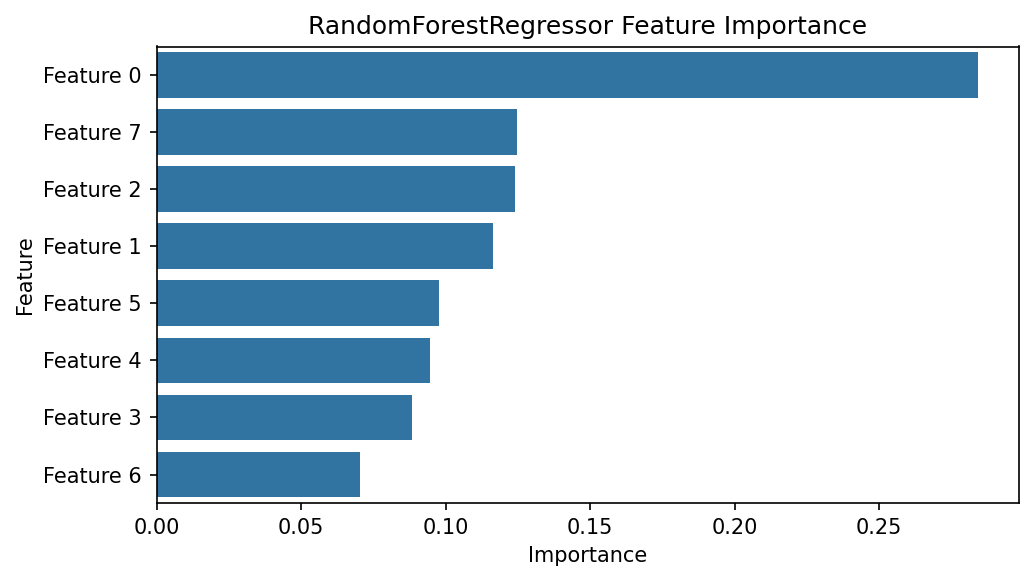 RandomForestRegressor Feature Importance
Feature
Feature 0
Feature 7
Feature 2
Feature 1
Feature 5
Feature 4
Feature 3
Feature 6
0.00 0.05 0.10 0.15 0.20 0.25
Importance